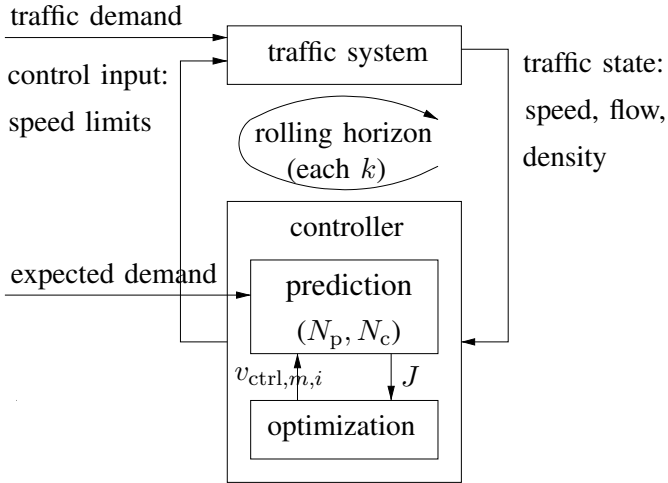 traffic demand
traffic system
control input:
speed limits
traffic state:
speed, flow,
density
rolling horizon
(each k)
controller
expected demand
prediction
(N_p, N_c)
v_ctrl,m,i
J
optimization